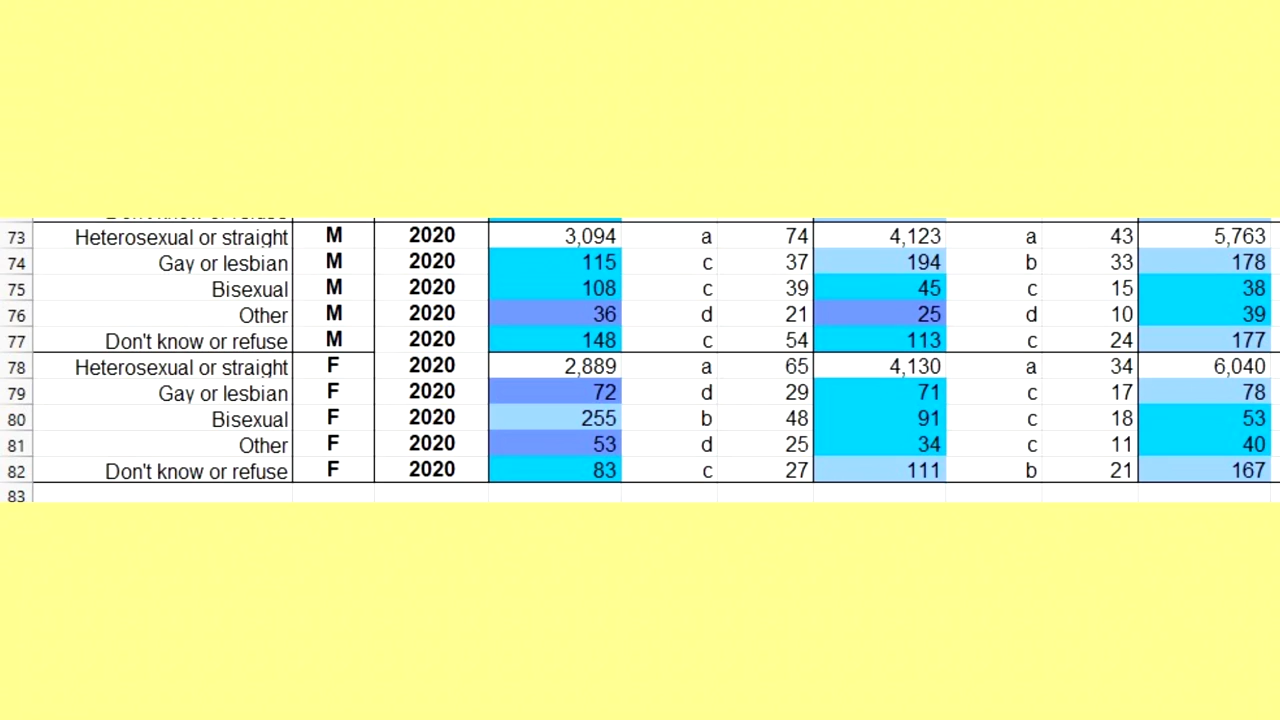 73 Heterosexual or straight M 2020 3,094 a 74 4,123 a 43 5,763
74 Gay or lesbian M 2020 115 c 37 194 b 33 178
75 Bisexual M 2020 108 c 39 45 c 15 38
76 Other M 2020 36 d 21 25 d 10 39
77 Don't know or refuse M 2020 148 c 54 113 c 24 177
78 Heterosexual or straight F 2020 2,889 a 65 4,130 a 34 6,040
79 Gay or lesbian F 2020 72 d 29 71 c 17 78
80 Bisexual F 2020 255 b 48 91 c 18 53
81 Other F 2020 53 d 25 34 c 11 40
82 Don't know or refuse F 2020 83 c 27 111 b 21 167
83